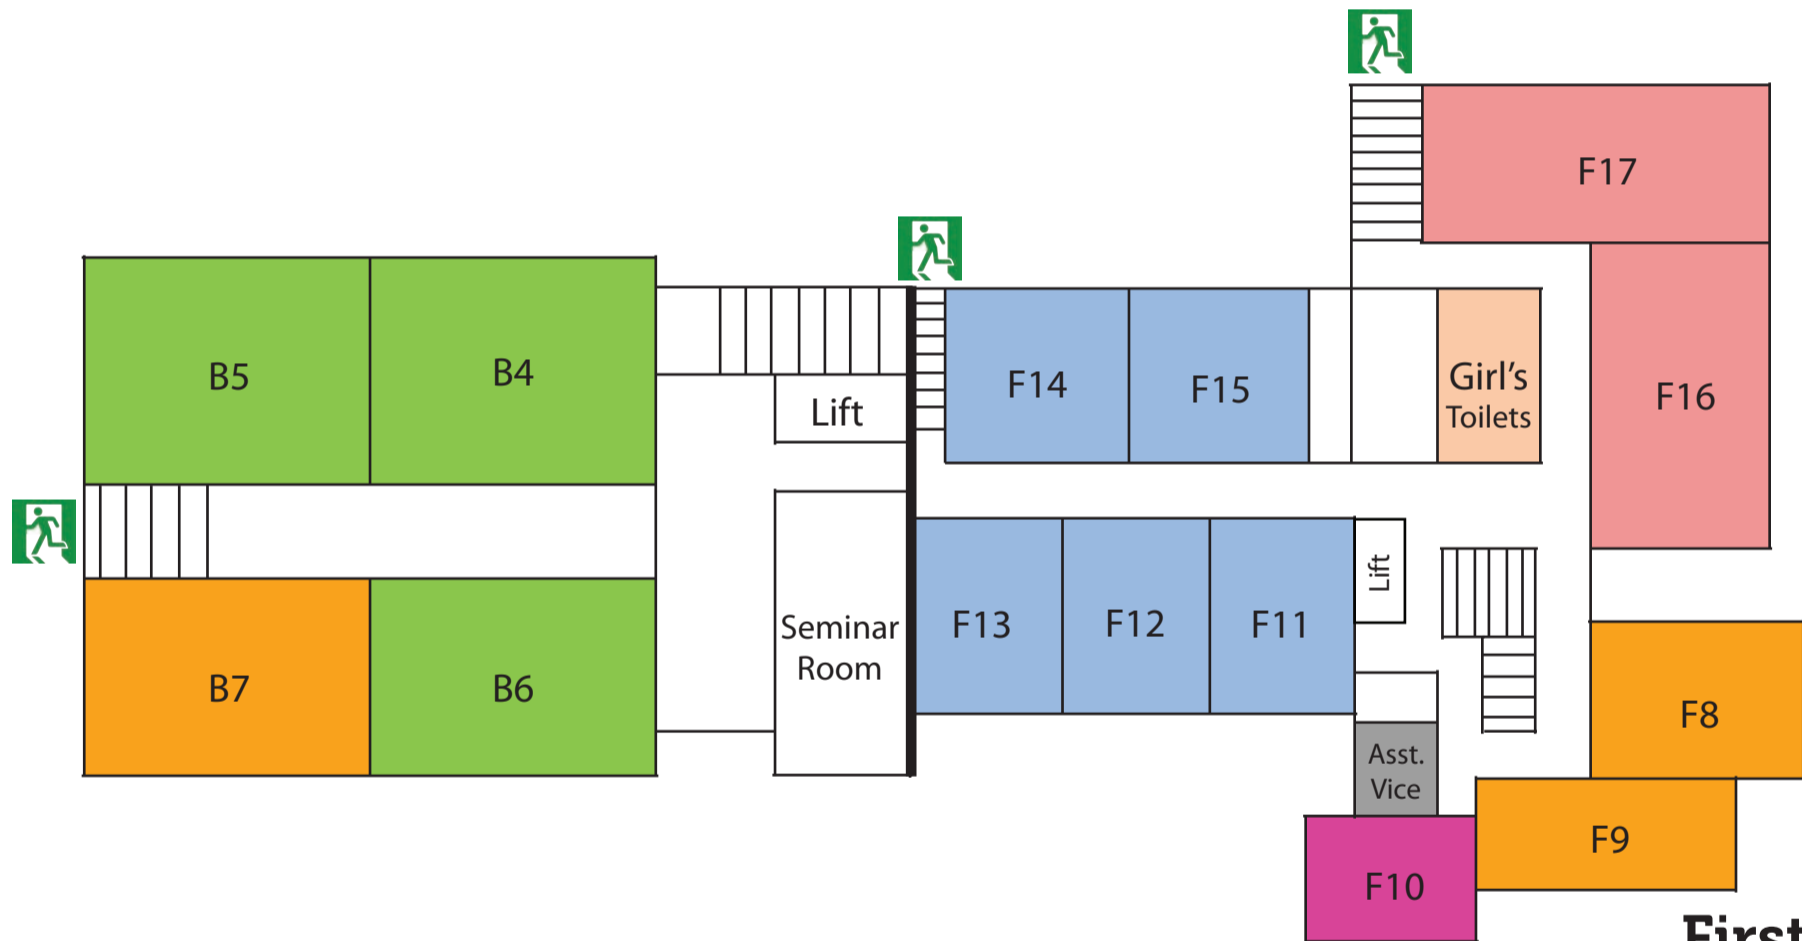 F17
B5
B4
Lift
F14
F15
Girl's
Toilets
F16
Seminar
Room
F13
F12
F11
Lift
B7
B6
F8
Asst.
Vice
F9
F10
First